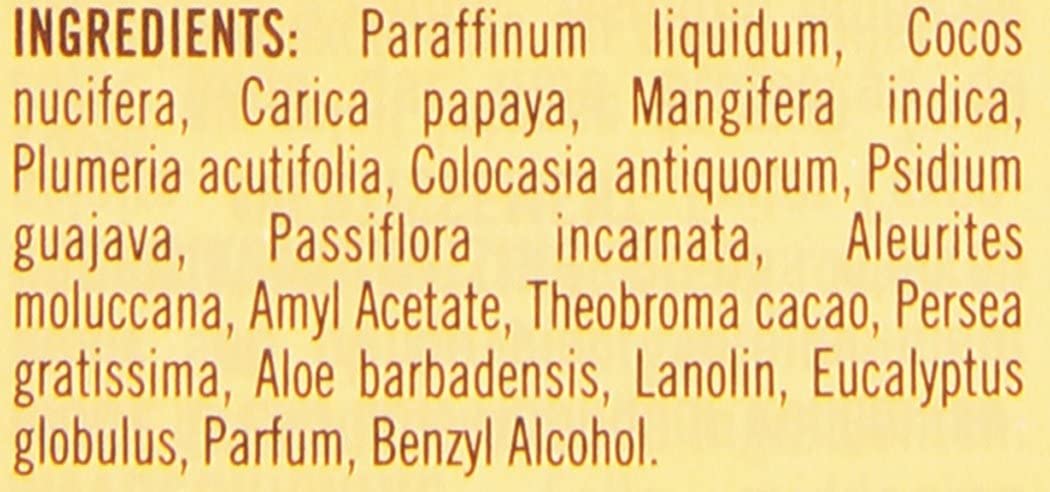 INGREDIENTS: Paraffinum liquidum, Cocos
nucifera, Carica papaya, Mangifera indica,
Plumeria acutifolia, Colocasia antiquorum, Psidium
guajava, Passiflora incarnata, Aleurites
moluccana, Amyl Acetate, Theobroma cacao, Persea
gratissima, Aloe barbadensis, Lanolin, Eucalyptus
globulus, Parfum, Benzyl Alcohol.